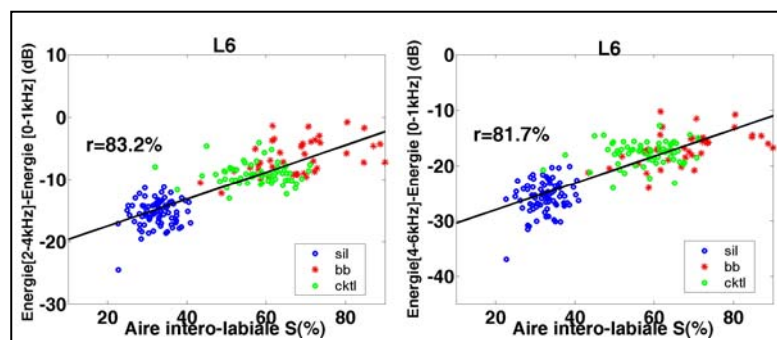 L6
Energie[2-4kHz]-Energie [0-1kHz] (dB)
10
0
-10
-20
-30
r=83.2%
sil
bb
cktl
20 40 60 80
Aire intéro-labiale S(%)
L6
Energie[4-6kHz]-Energie [0-1kHz] (dB)
0
-10
-20
-30
-40
r=81.7%
sil
bb
cktl
20 40 60 80
Aire intéro-labiale S(%)